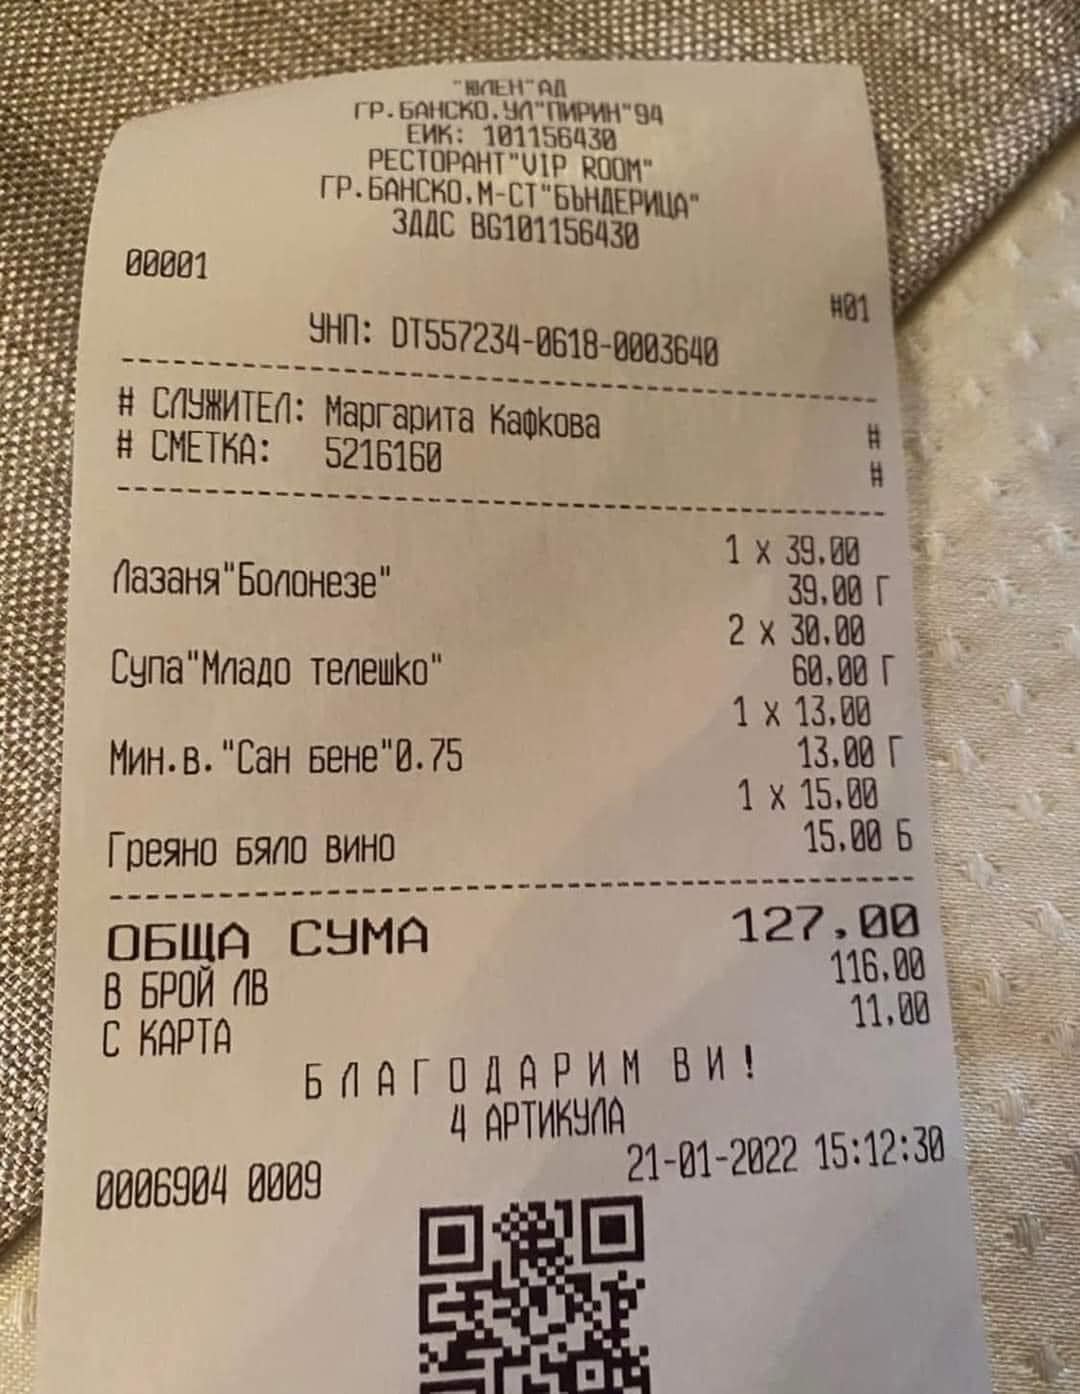 "ЮЛЕН"АД
ГР.БАНСКО.УЛ"ПИРИН"94
ЕИК: 101156430
РЕСТОРАНТ"VIP ROOM"
ГР.БАНСКО.М-СТ"БЪНДЕРИЦА"
ЗДДС BG101156430
00001 #01
УНП: DT557234-0618-0003640
# СЛУЖИТЕЛ: Маргарита Кафкова #
# СМЕТКА: 5216160 #
1 x 39.00
Лазаня"Болонезе" 39.00 Г
2 x 30.00
Супа"Младо телешко" 60.00 Г
1 x 13.00
Мин.в."Сан бене"0.75 13.00 Г
1 x 15.00
Греяно бяло вино 15.00 Б
ОБЩА СУМА 127.00
В БРОЙ ЛВ 116.00
С КАРТА 11.00
БЛАГОДАРИМ ВИ!
4 АРТИКУЛА
0006904 0009 21-01-2022 15:12:30